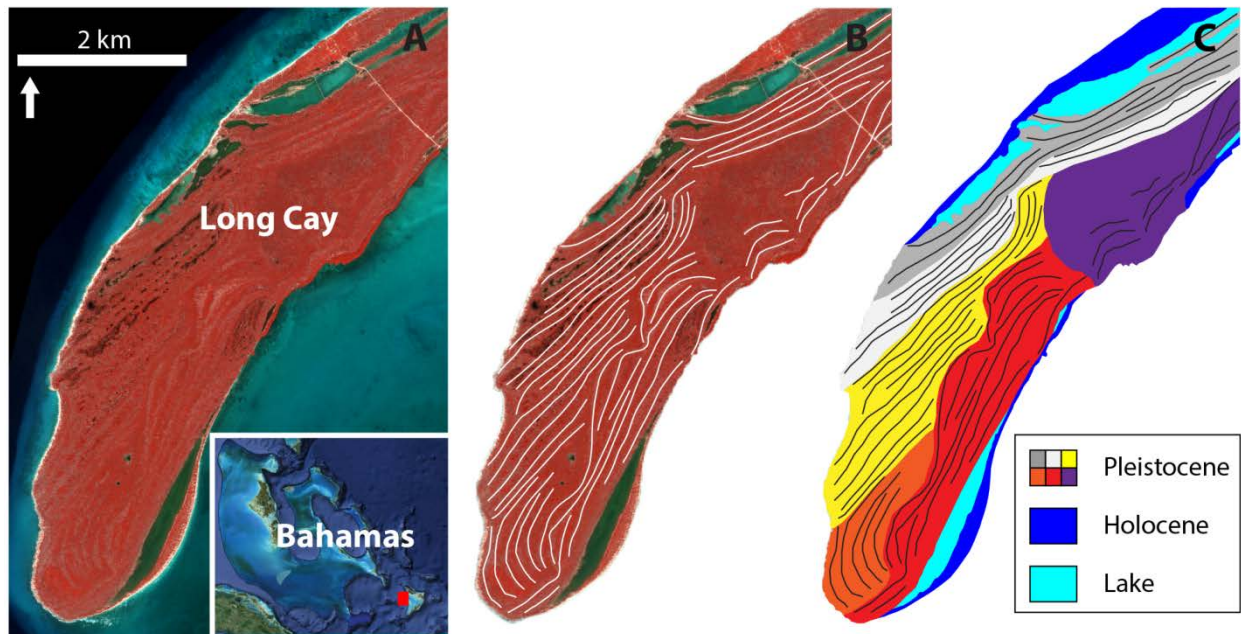 2 km
A
Long Cay
Bahamas
B
C
Pleistocene
Holocene
Lake